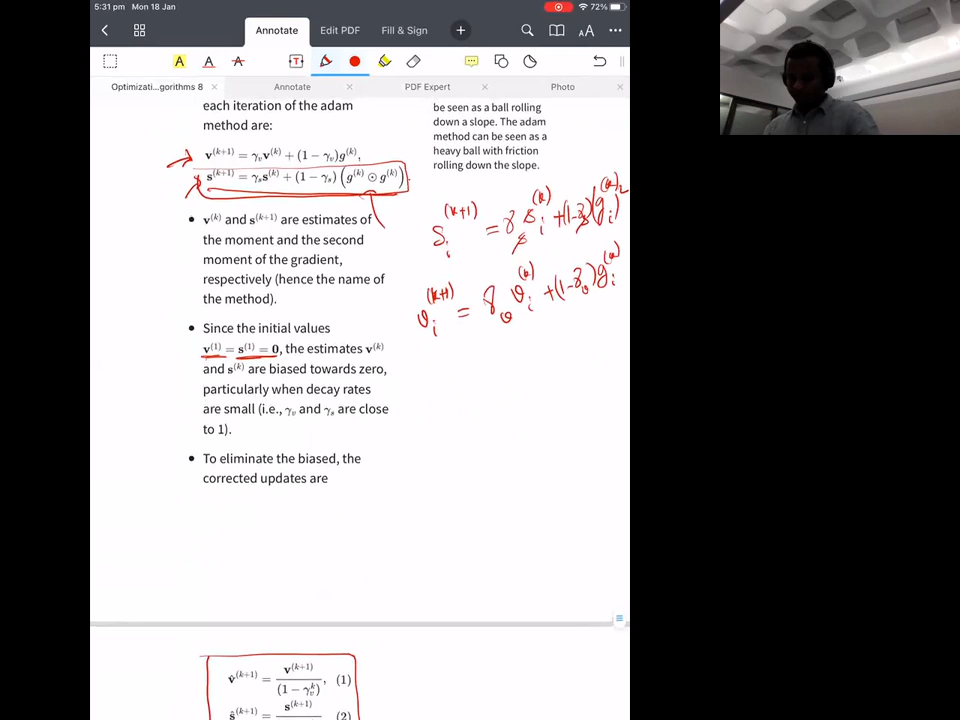 5:31 pm Mon 18 Jan
72%
Annotate
Edit PDF
Fill & Sign
AA
A
A
A
T
Optimizati...gorithms 8
Annotate
PDF Expert
Photo
each iteration of the adam
method are:
v^(k+1) = γ_v v^(k) + (1 − γ_v)g^(k),
s^(k+1) = γ_s s^(k) + (1 − γ_s) (g^(k) ⊙ g^(k)).
• v^(k) and s^(k+1) are estimates of
the moment and the second
moment of the gradient,
respectively (hence the name of
the method).
• Since the initial values
v^(1) = s^(1) = 0, the estimates v^(k)
and s^(k) are biased towards zero,
particularly when decay rates
are small (i.e., γ_v and γ_s are close
to 1).
• To eliminate the biased, the
corrected updates are
be seen as a ball rolling
down a slope. The adam
method can be seen as a
heavy ball with friction
rolling down the slope.
s_i^(k+1) = γ_s s_i^(k) + (1-γ_s)(g_i^(k))^2
v_i^(k+1) = γ_v v_i^(k) + (1-γ_v)g_i^(k)
v̂^(k+1) = v^(k+1) / (1 − γ_v^k), (1)
ŝ^(k+1) = s^(k+1) (2)